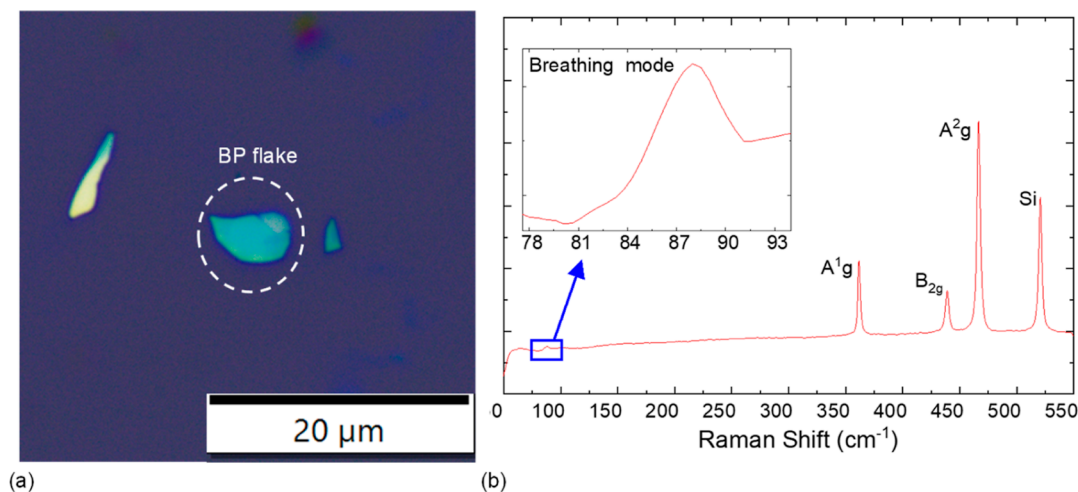 BP flake
20 µm
(a)
Breathing mode
78 81 84 87 90 93
A¹g
B₂g
A²g
Si
0 100 150 200 250 300 350 400 450 500 550
Raman Shift (cm⁻¹)
(b)